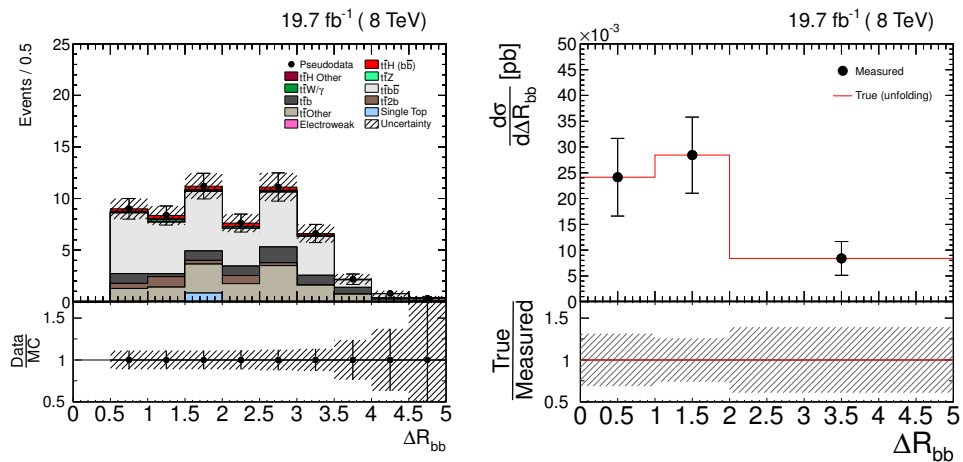 19.7 fb⁻¹ ( 8 TeV)
Events / 0.5
25
20
15
10
5
0
Pseudodata
tt̄H (bb̄)
tt̄H Other
tt̄Z
tt̄W/γ
tt̄bb̄
tt̄b
tt̄2b
tt̄Other
Single Top
Electroweak
Uncertainty
Data
MC
1.5
1
0.5
0 0.5 1 1.5 2 2.5 3 3.5 4 4.5 5
ΔR_bb
19.7 fb⁻¹ ( 8 TeV)
×10⁻³
dσ
dΔR_bb
[pb]
50
45
40
35
30
25
20
15
10
5
0
Measured
True (unfolding)
True
Measured
1.5
1
0.5
0 0.5 1 1.5 2 2.5 3 3.5 4 4.5 5
ΔR_bb